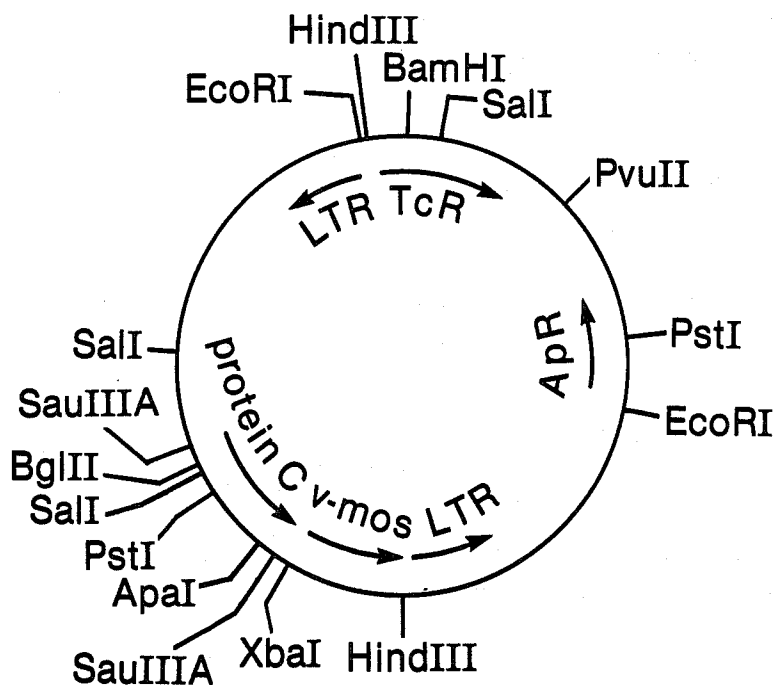 HindIII
BamHI
EcoRI
SalI
PvuII
LTR TcR
SalI
protein C v-mos LTR
ApR
PstI
SauIIIA
EcoRI
BglII
SalI
PstI
ApaI
SauIIIA
XbaI
HindIII